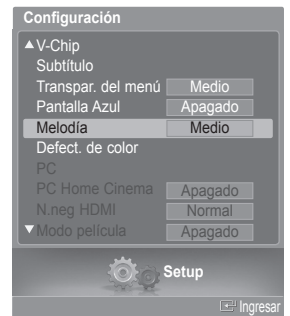 Configuración
▲V-Chip
Subtítulo
Transpar. del menú Medio
Pantalla Azul Apagado
Melodía Medio
Defect. de color
PC
PC Home Cinema Apagado
N.neg HDMI Normal
▼Modo película Apagado
Setup
Ingresar